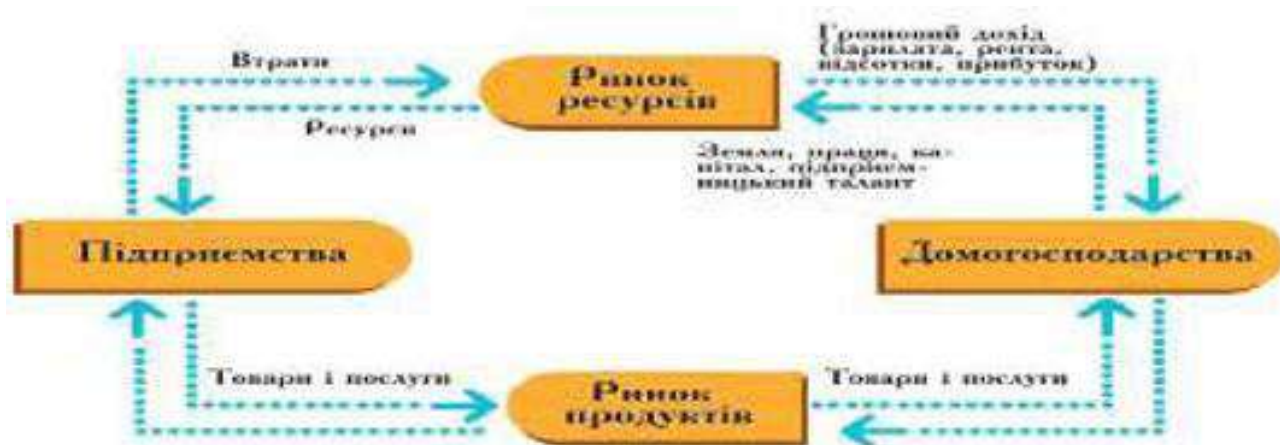 Грошовий дохід
(зарплата, рента,
відсотки, прибуток)
Втрати
Ринок
ресурсів
Ресурси
Земля, праця, ка-
пітал, підприєм-
ницький талант
Підприємства
Домогосподарства
Товари і послуги
Ринок
продуктів
Товари і послуги